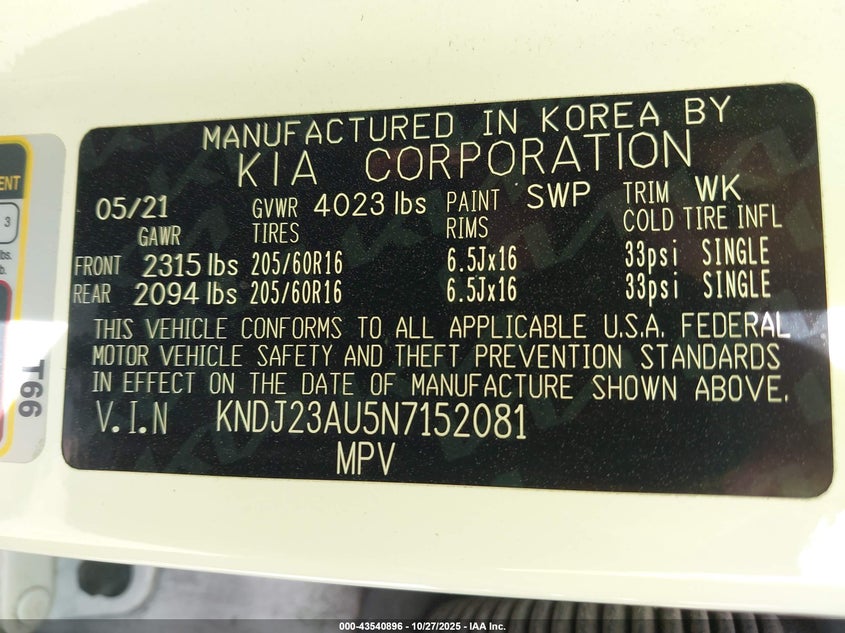 MANUFACTURED IN KOREA BY
KIA CORPORATION
05/21 GVWR 4023 lbs PAINT SWP TRIM WK
GAWR TIRES RIMS COLD TIRE INFL
FRONT 2315 lbs 205/60R16 6.5Jx16 33psi SINGLE
REAR 2094 lbs 205/60R16 6.5Jx16 33psi SINGLE
THIS VEHICLE CONFORMS TO ALL APPLICABLE U.S.A. FEDERAL
MOTOR VEHICLE SAFETY AND THEFT PREVENTION STANDARDS
IN EFFECT ON THE DATE OF MANUFACTURE SHOWN ABOVE.
V.I.N KNDJ23AU5N7152081
MPV
3
T66
000-43540896 | 10/27/2025 | IAA Inc.